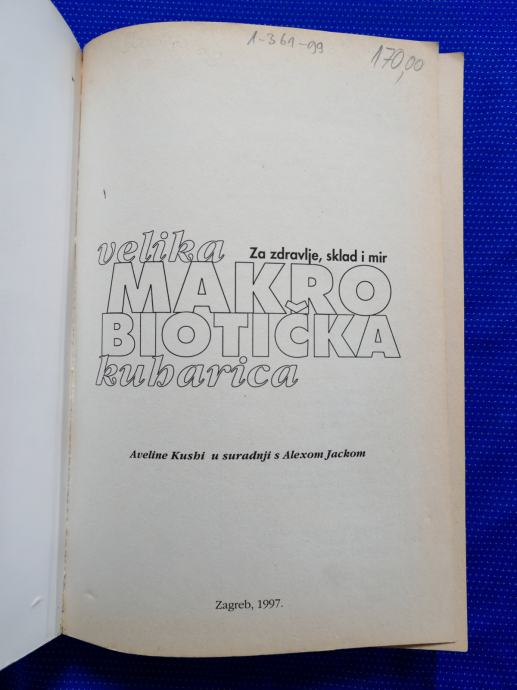 1-361-99
170,00
velika
Za zdravlje, sklad i mir
MAKRO
BIOTIČKA
kuharica
Aveline Kushi u suradnji s Alexom Jackom
Zagreb, 1997.